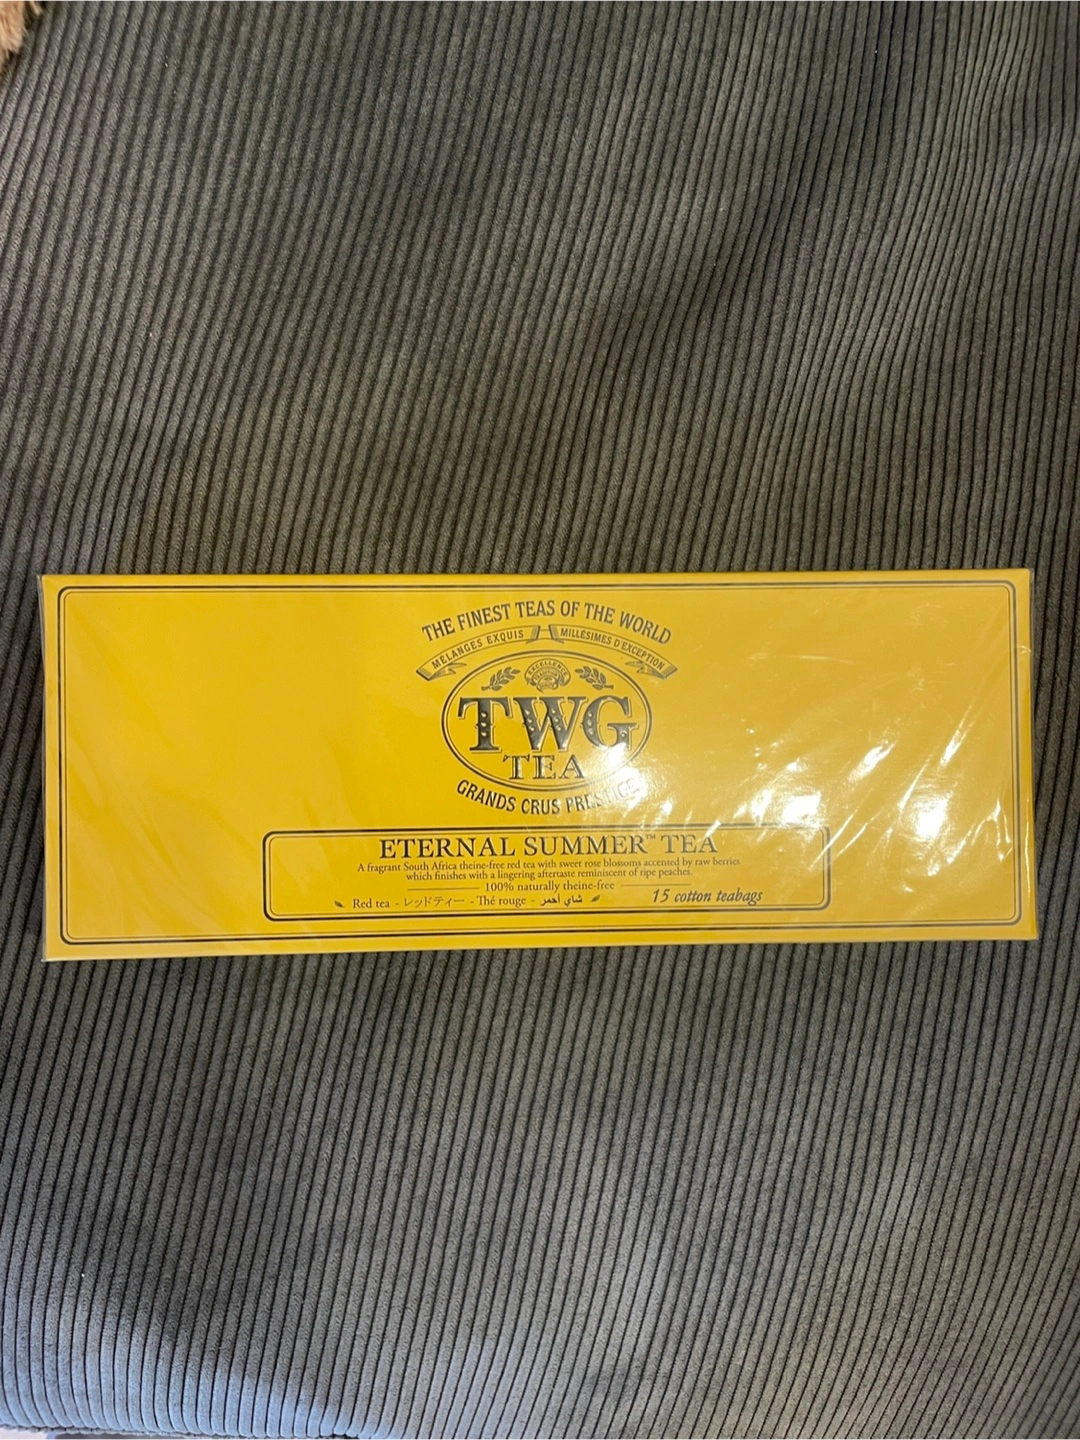 THE FINEST TEAS OF THE WORLD
MÉLANGES EXQUIS MILLÉSIMES D'EXCEPTION
EXCELLENCE
TWG
TEA
GRANDS CRUS PRESTIGE
ETERNAL SUMMER™ TEA
A fragrant South Africa theine-free red tea with sweet rose blossoms accented by raw berries
which finishes with a lingering aftertaste reminiscent of ripe peaches.
100% naturally theine-free
Red tea - レッドティー - Thé rouge - شاي أحمر
15 cotton teabags